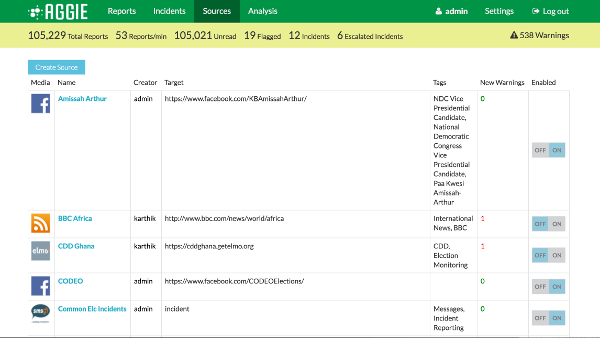 AGGIE Reports Incidents Sources Analysis admin Settings Log out
105,229 Total Reports 53 Reports/min 105,021 Unread 19 Flagged 12 Incidents 6 Escalated Incidents 538 Warnings
Create Source
Media Name Creator Target Tags New Warnings Enabled
Amissah Arthur admin https://www.facebook.com/KBAmissahArthur/ NDC Vice 0
Presidential
Candidate,
National
Democratic
Congress
Vice
Presidential
Candidate,
Paa Kwesi
Amissah-
Arthur
OFF ON
BBC Africa karthik http://www.bbc.com/news/world/africa International 1
News, BBC
OFF ON
elmo CDD Ghana karthik https://cddghana.getelmo.org CDD, 1
Election
Monitoring
OFF ON
CODEO admin https://www.facebook.com/CODEOElections/ 0
OFF ON
SMS Common Elc Incidents admin incident Messages, 0
Incident
Reporting
OFF ON